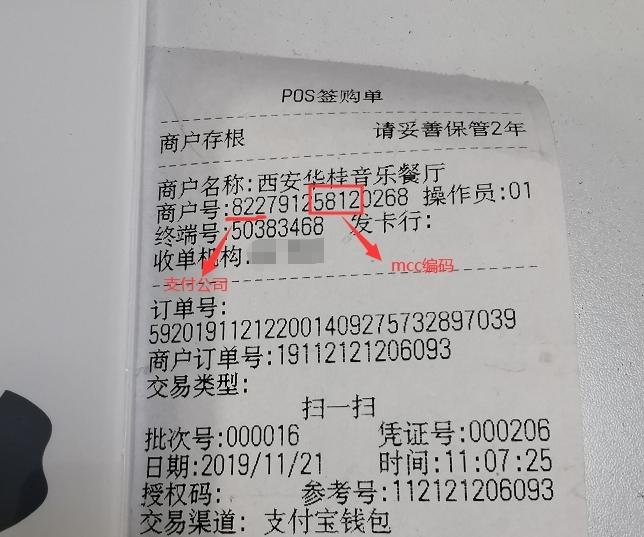 POS签购单
商户存根 请妥善保管2年
商户名称:西安华桂音乐餐厅
商户号:822791258120268 操作员:01
终端号:50383468 发卡行:
收单机构:
支付公司 mcc编码
订单号:
592019112122001409275732897039
商户订单号:19112121206093
交易类型:
扫一扫
批次号:000016 凭证号:000206
日期:2019/11/21 时间:11:07:25
授权码: 参考号:112121206093
交易渠道: 支付宝钱包